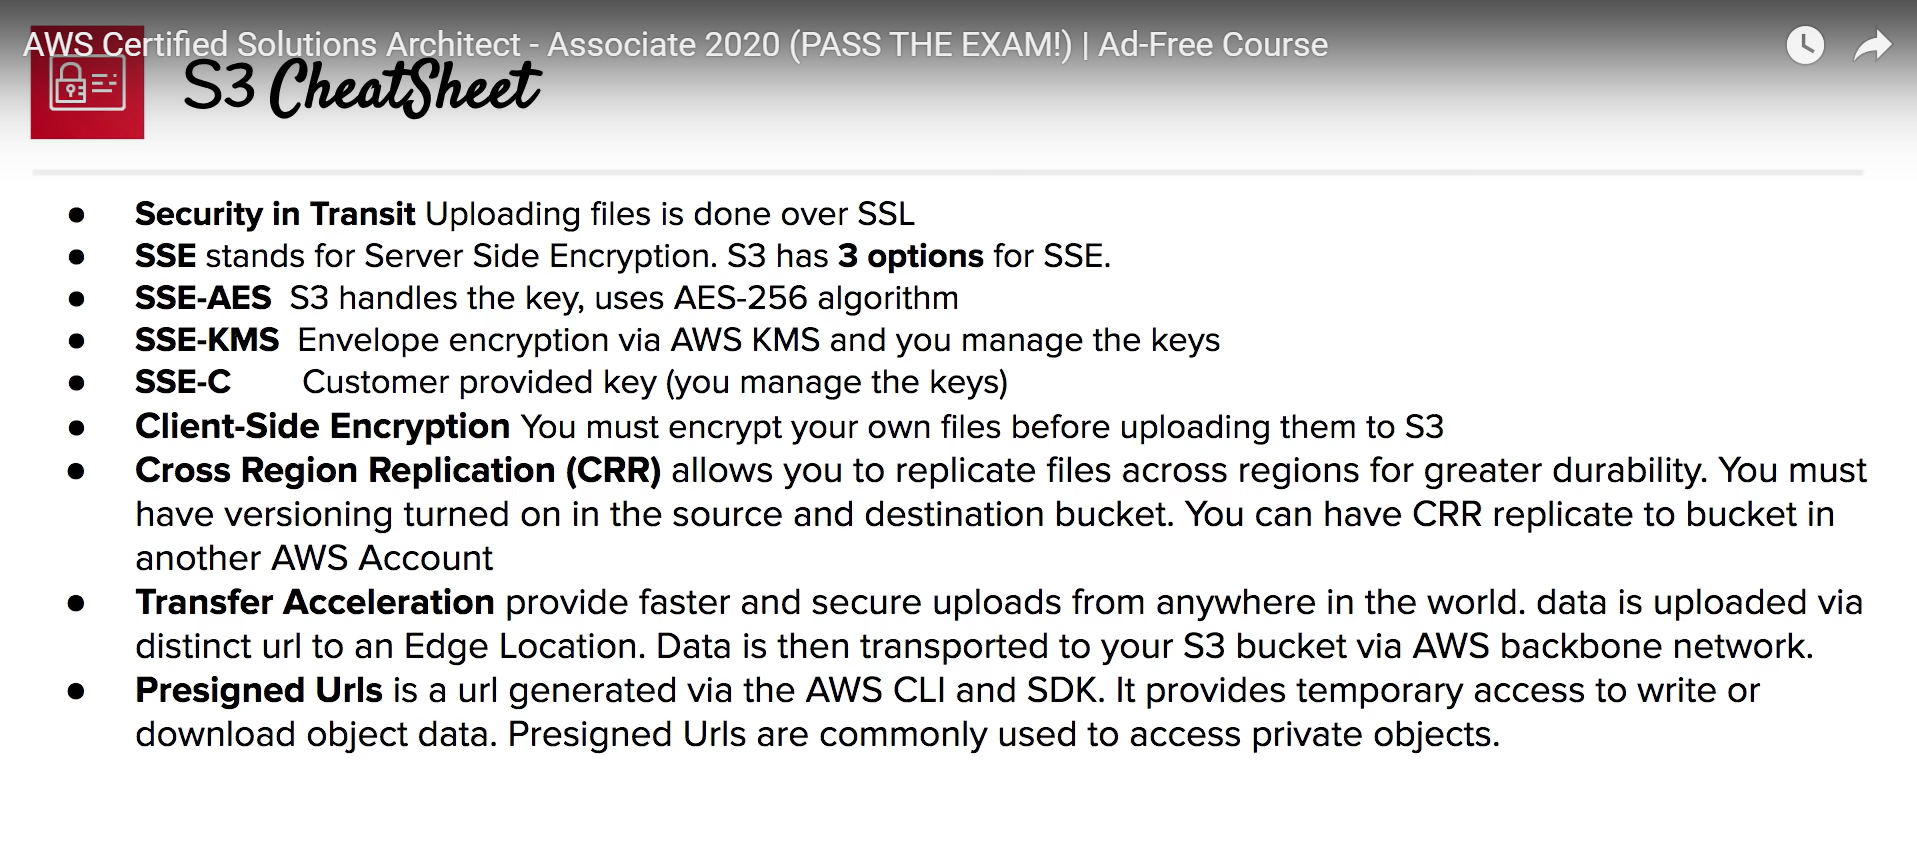 AWS Certified Solutions Architect - Associate 2020 (PASS THE EXAM!) | Ad-Free Course
S3 CheatSheet
● Security in Transit Uploading files is done over SSL
● SSE stands for Server Side Encryption. S3 has 3 options for SSE.
● SSE-AES S3 handles the key, uses AES-256 algorithm
● SSE-KMS Envelope encryption via AWS KMS and you manage the keys
● SSE-C Customer provided key (you manage the keys)
● Client-Side Encryption You must encrypt your own files before uploading them to S3
● Cross Region Replication (CRR) allows you to replicate files across regions for greater durability. You must
have versioning turned on in the source and destination bucket. You can have CRR replicate to bucket in
another AWS Account
● Transfer Acceleration provide faster and secure uploads from anywhere in the world. data is uploaded via
distinct url to an Edge Location. Data is then transported to your S3 bucket via AWS backbone network.
● Presigned Urls is a url generated via the AWS CLI and SDK. It provides temporary access to write or
download object data. Presigned Urls are commonly used to access private objects.